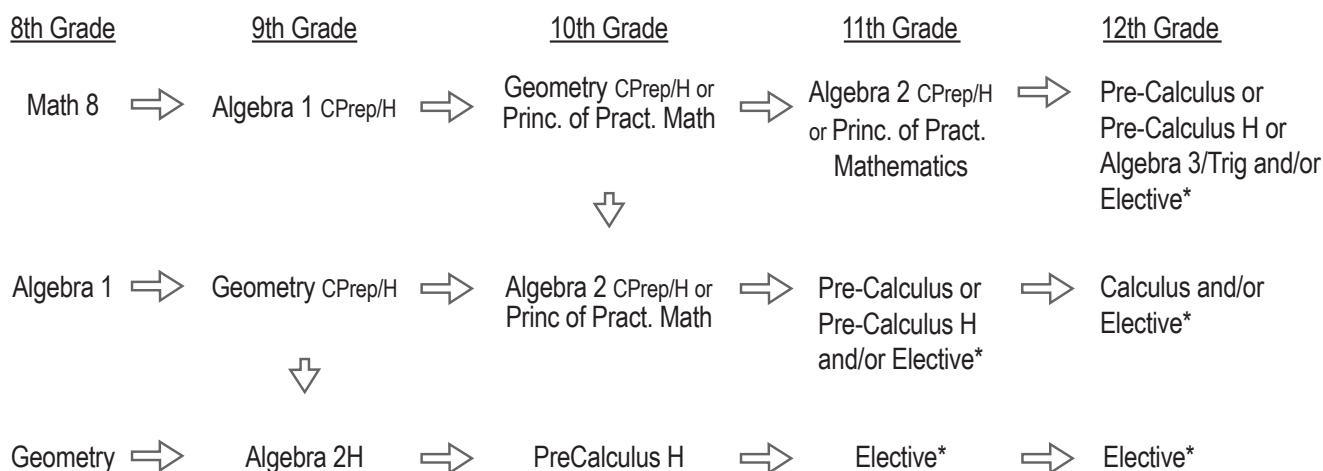 8th Grade 9th Grade 10th Grade 11th Grade 12th Grade
Math 8
Algebra 1 CPrep/H
Geometry CPrep/H or
Princ. of Pract. Math
Algebra 2 CPrep/H
or Princ. of Pract.
Mathematics
Pre-Calculus or
Pre-Calculus H or
Algebra 3/Trig and/or
Elective*
Algebra 1
Geometry CPrep/H
Algebra 2 CPrep/H or
Princ of Pract. Math
Pre-Calculus or
Pre-Calculus H
and/or Elective*
Calculus and/or
Elective*
Geometry
Algebra 2H
PreCalculus H
Elective*
Elective*